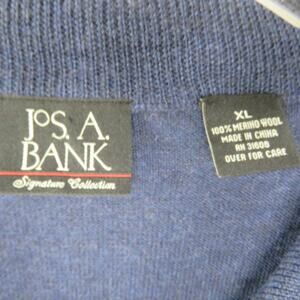 JOS. A.
BANK
Signature Collection
XL
100% MERINO WOOL
MADE IN CHINA
RN 31608
OVER FOR CARE